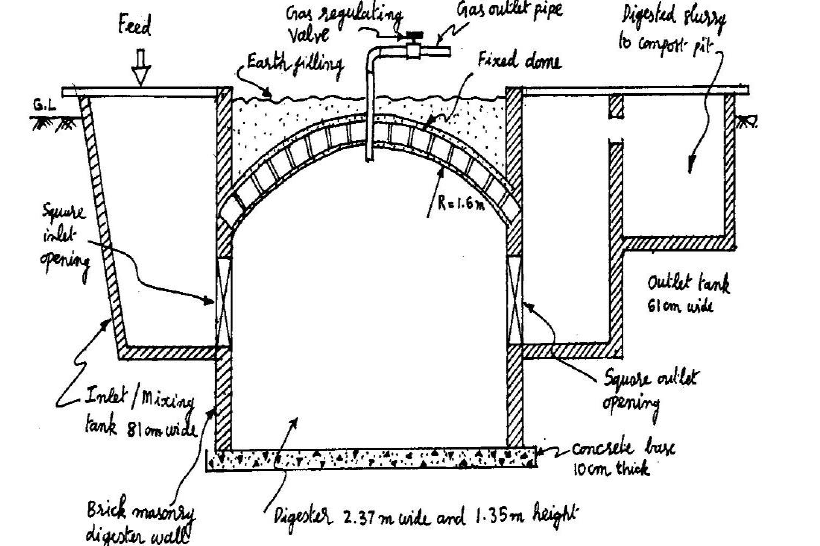 Feed
Gas regulating
Valve
Gas outlet pipe
Digested slurry
to compost pit
Earth filling
Fixed dome
G.L
R=1.6m
Square
inlet
opening
Outlet tank
61cm wide
Square outlet
opening
Inlet/Mixing
tank 81cm wide
concrete base
10cm thick
Brick masonry
digester wall
Digester 2.37m wide and 1.35m height